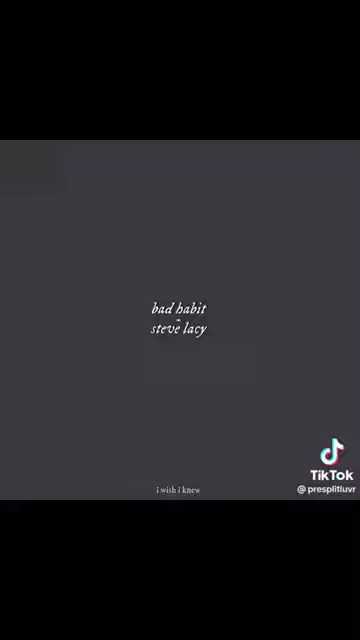 bad habit
steve lacy
i wish i knew
TikTok
@presplitluvr